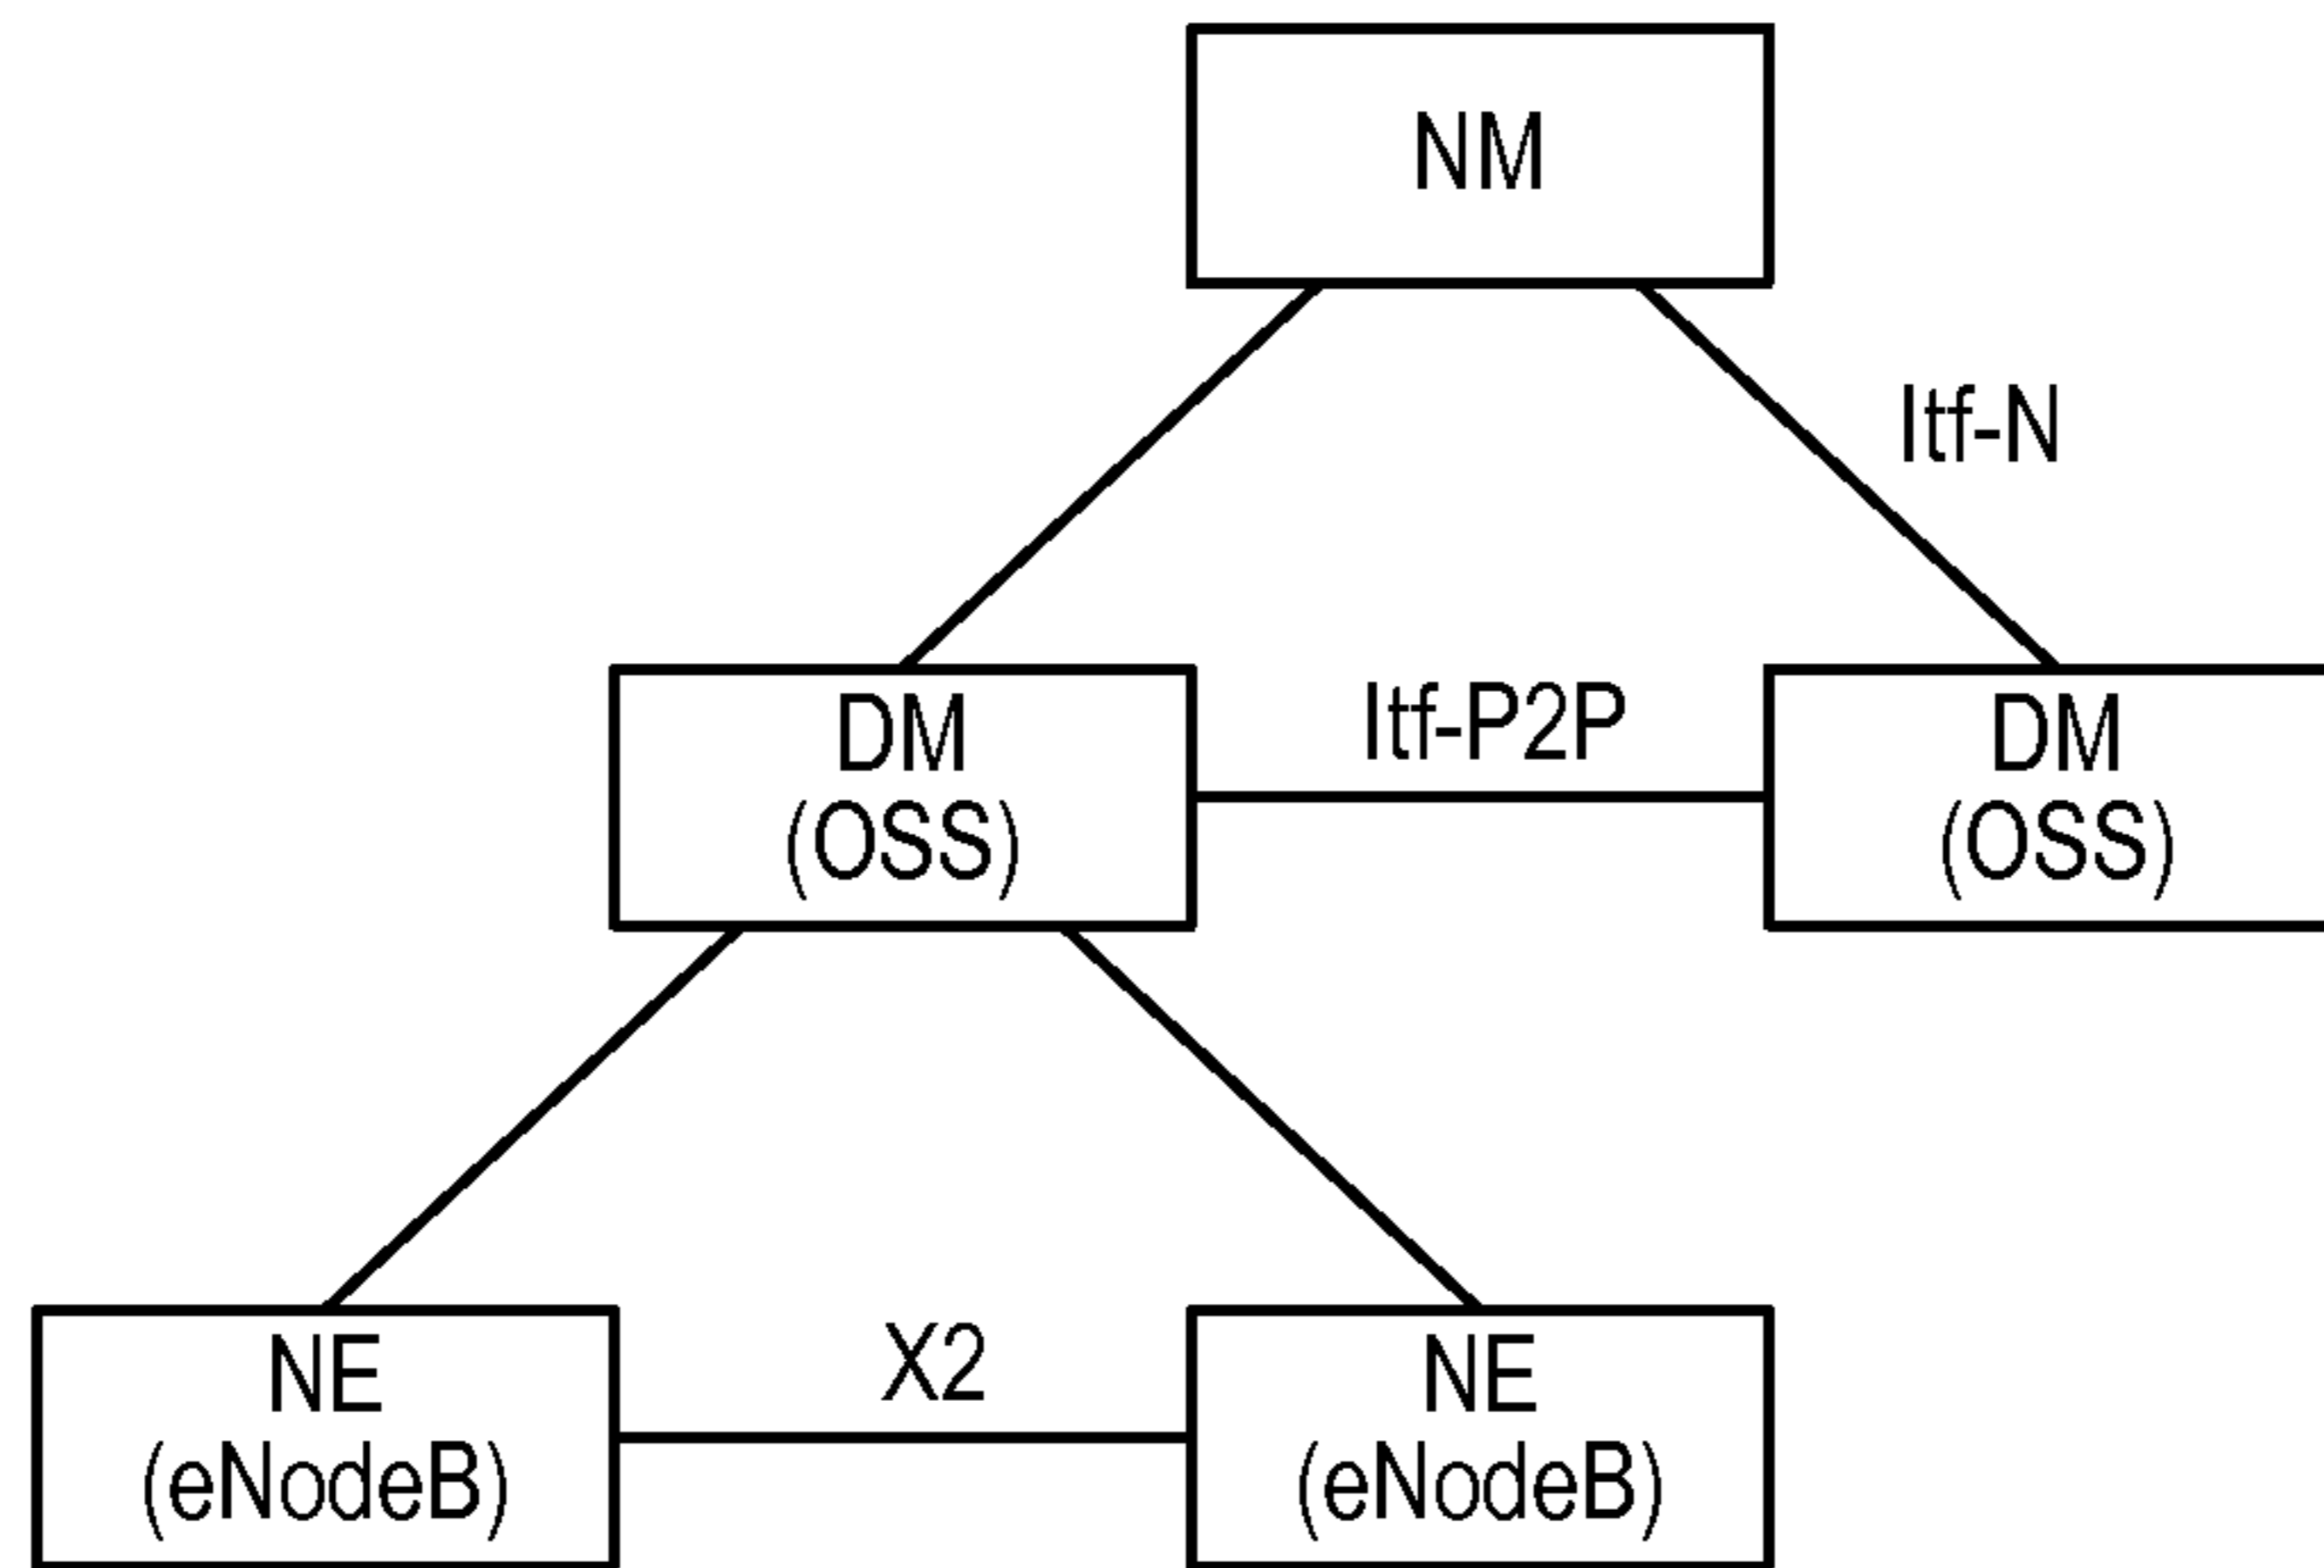 NM
Itf-N
DM
(OSS)
Itf-P2P
DM
(OSS)
NE
(eNodeB)
X2
NE
(eNodeB)